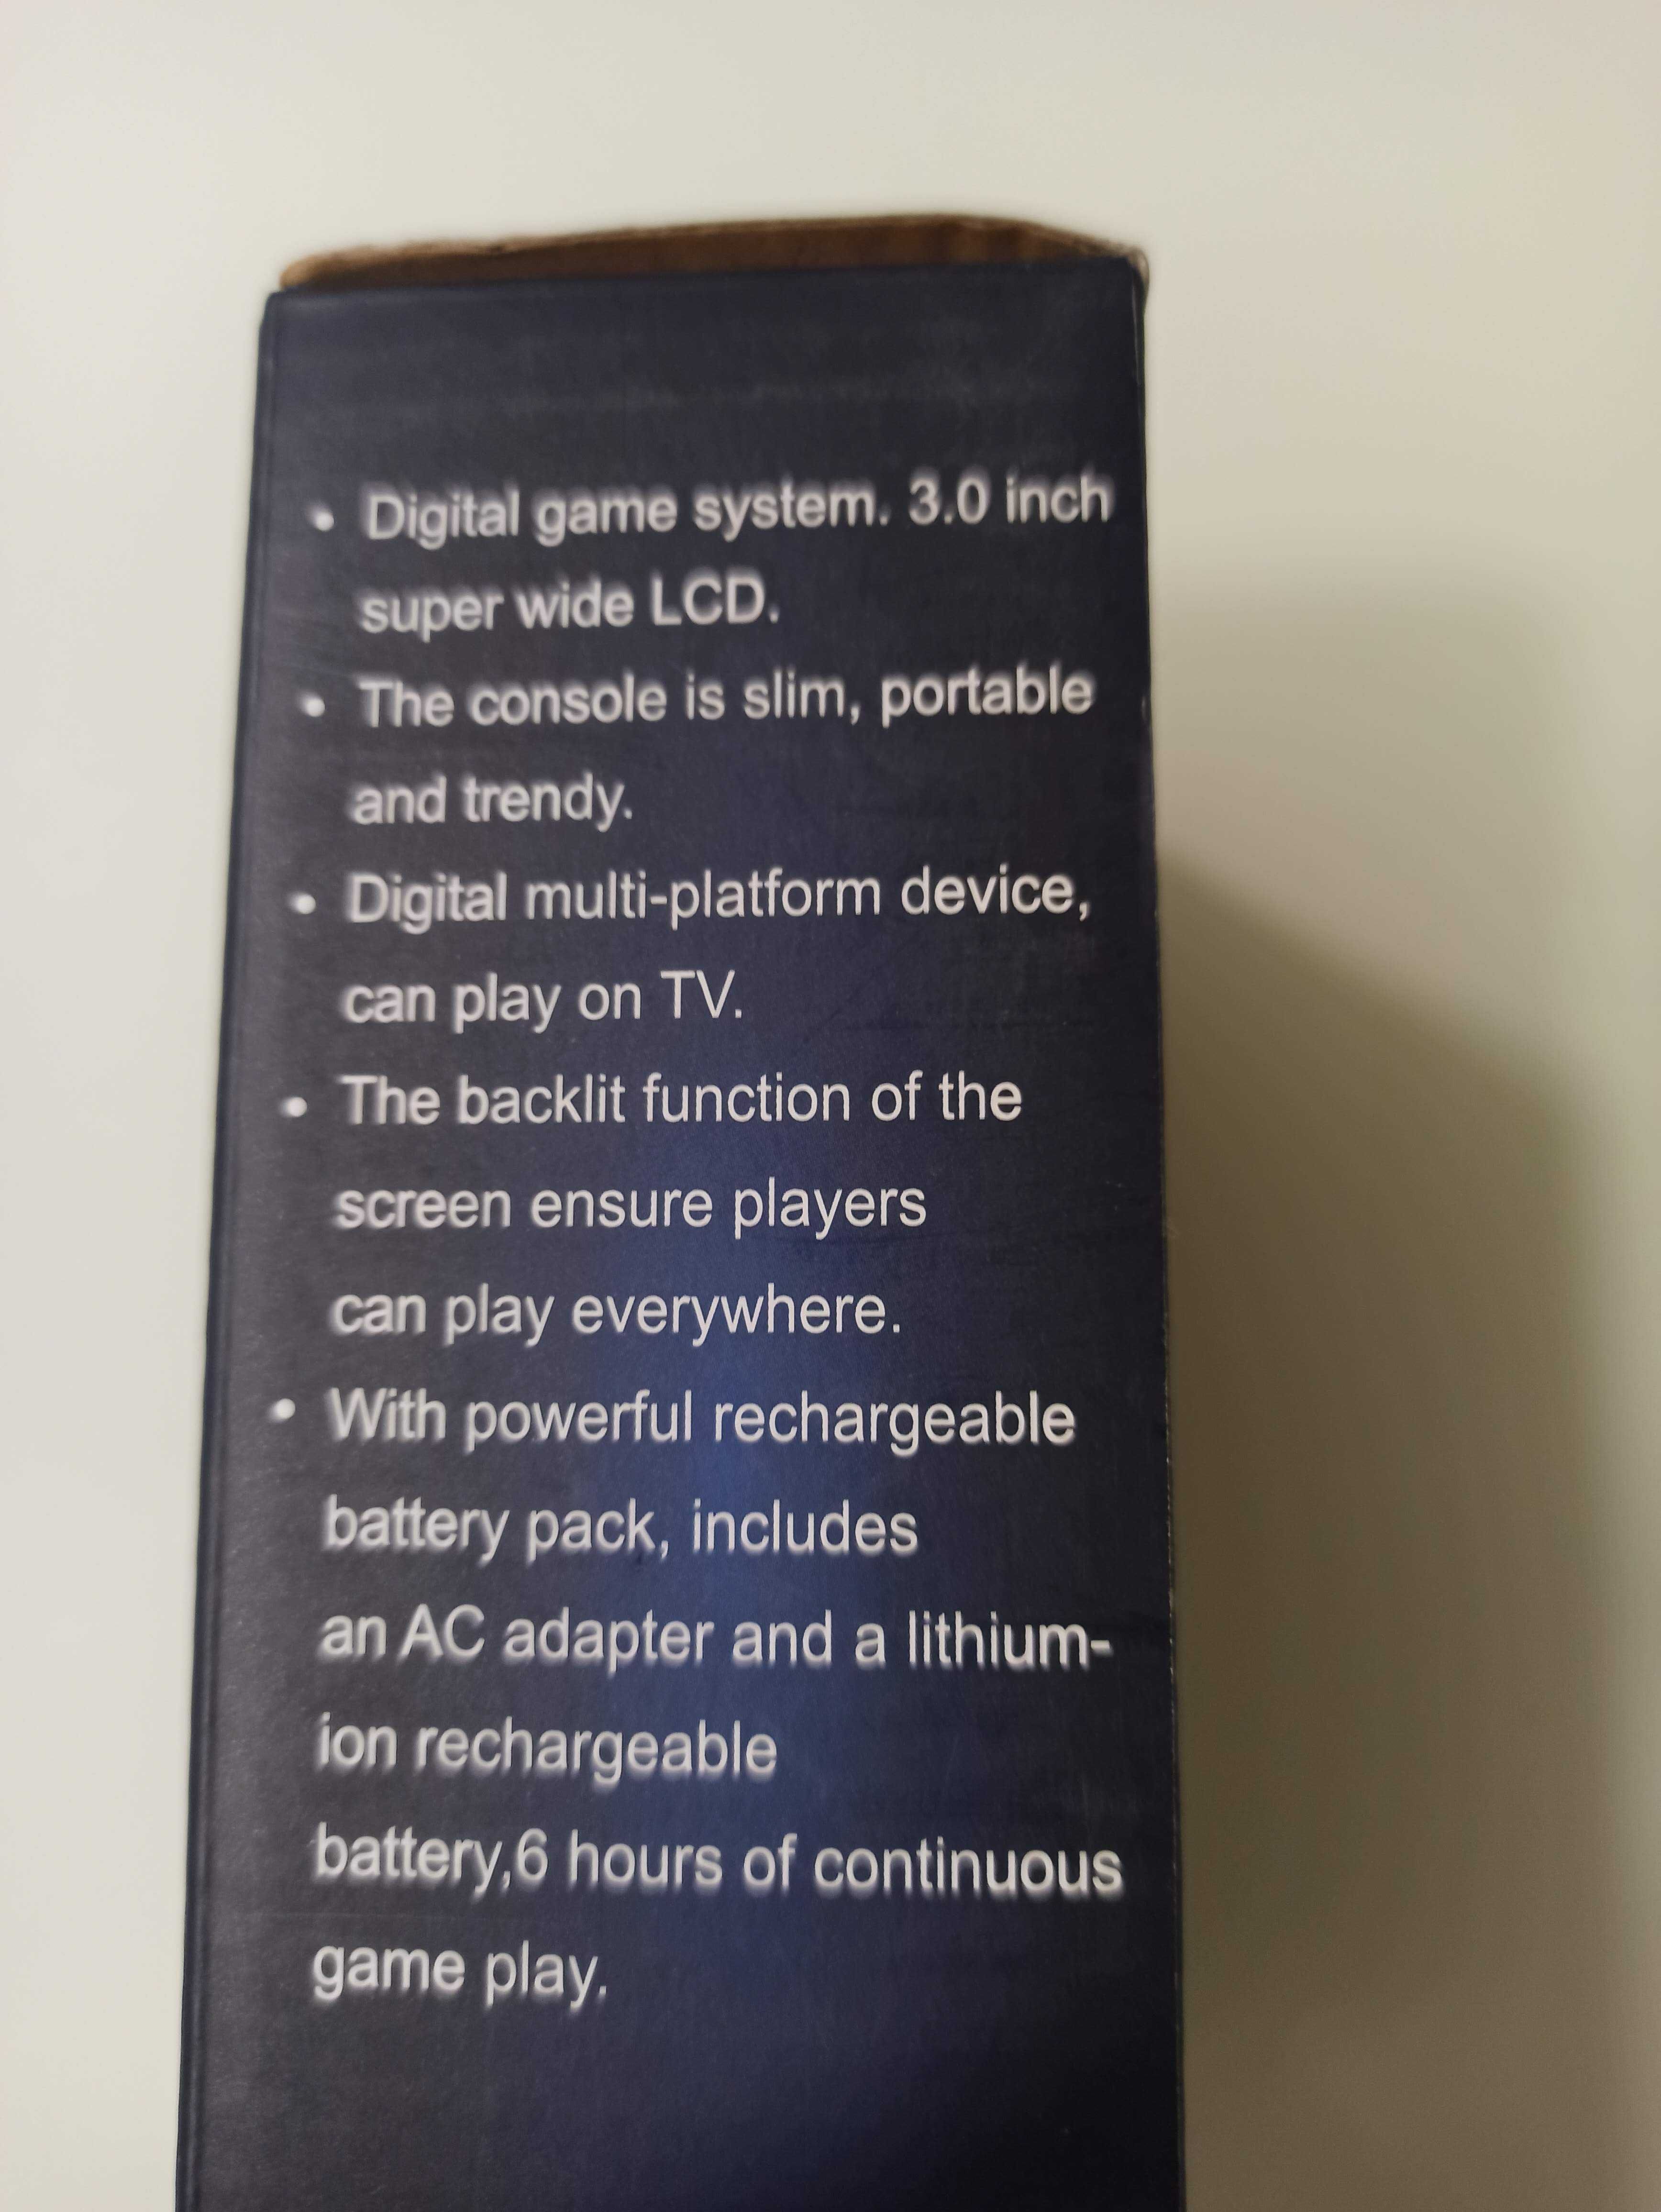 • Digital game system. 3.0 inch
super wide LCD.
• The console is slim, portable
and trendy.
• Digital multi-platform device,
can play on TV.
• The backlit function of the
screen ensure players
can play everywhere.
• With powerful rechargeable
battery pack, includes
an AC adapter and a lithium-
ion rechargeable
battery,6 hours of continuous
game play.